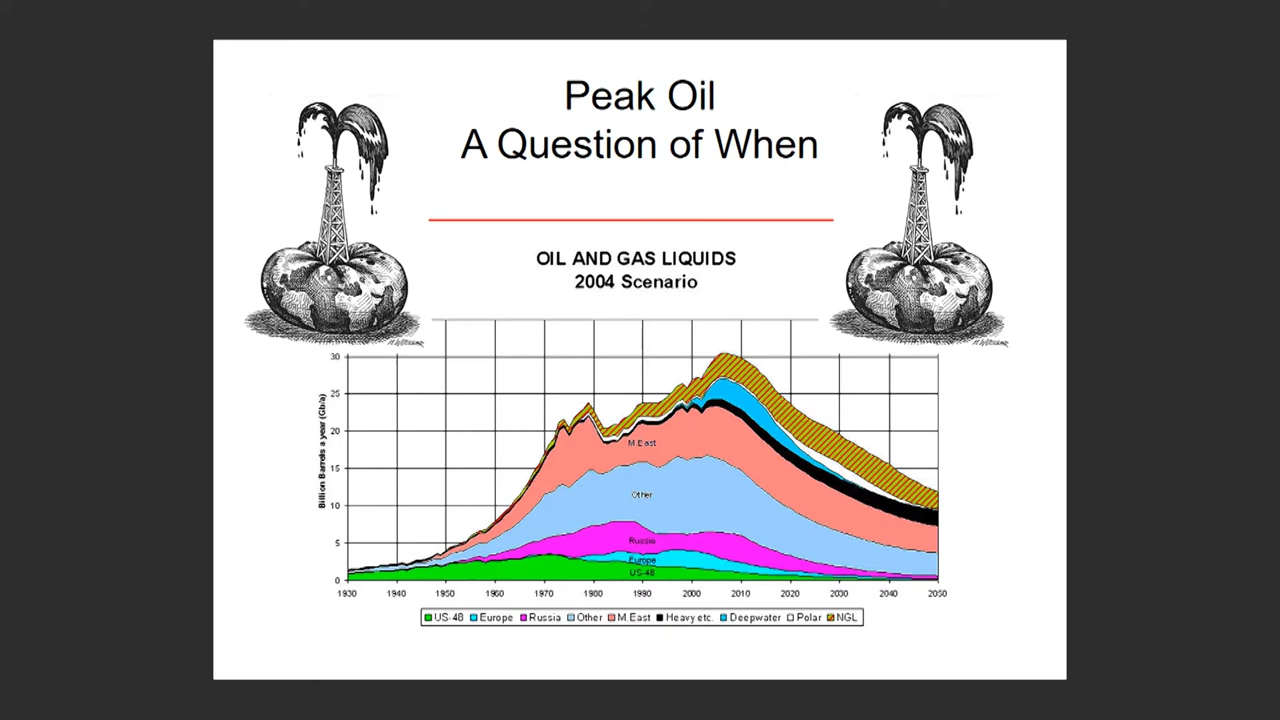 Peak Oil
A Question of When
OIL AND GAS LIQUIDS
2004 Scenario
Billion Barrels a year (Gb/a)
30
25
20
15
10
5
0
M.East
Other
Russia
Europe
US-48
1930 1940 1950 1960 1970 1980 1990 2000 2010 2020 2030 2040 2050
US-48 Europe Russia Other M.East Heavy etc. Deepwater Polar NGL